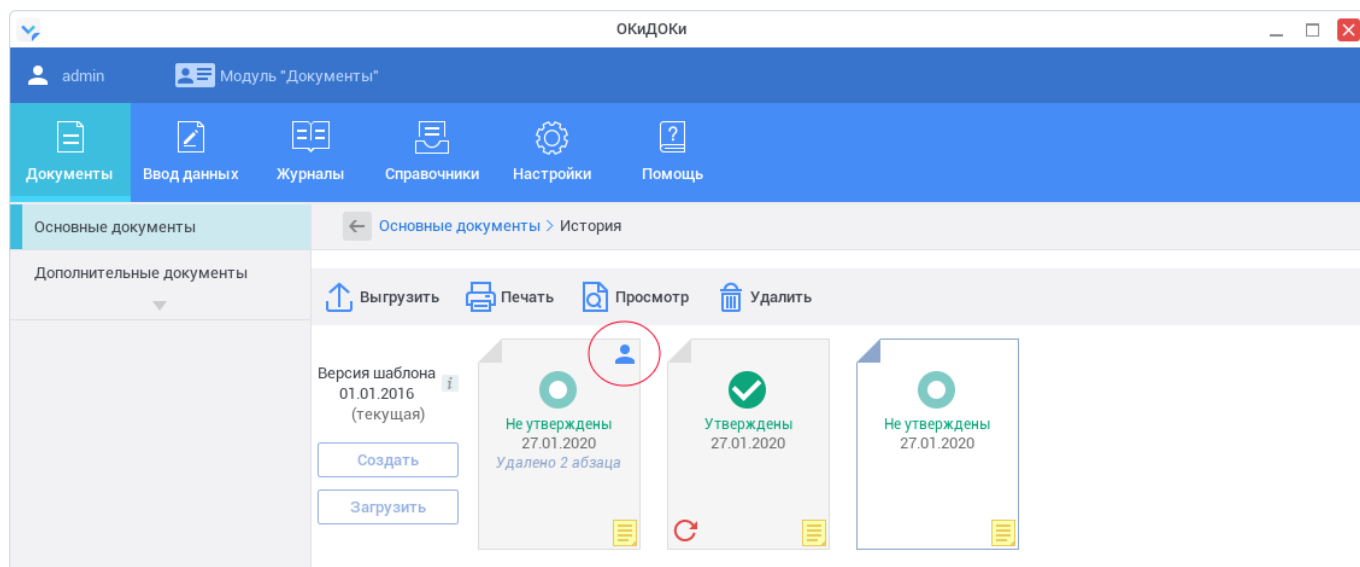 ОКиДОКи
admin
Модуль "Документы"
Документы
Ввод данных
Журналы
Справочники
Настройки
Помощь
Основные документы
Основные документы > История
Дополнительные документы
Выгрузить
Печать
Просмотр
Удалить
Версия шаблона i
01.01.2016
(текущая)
Создать
Загрузить
Не утверждены
27.01.2020
Удалено 2 абзаца
Утверждены
27.01.2020
Не утверждены
27.01.2020